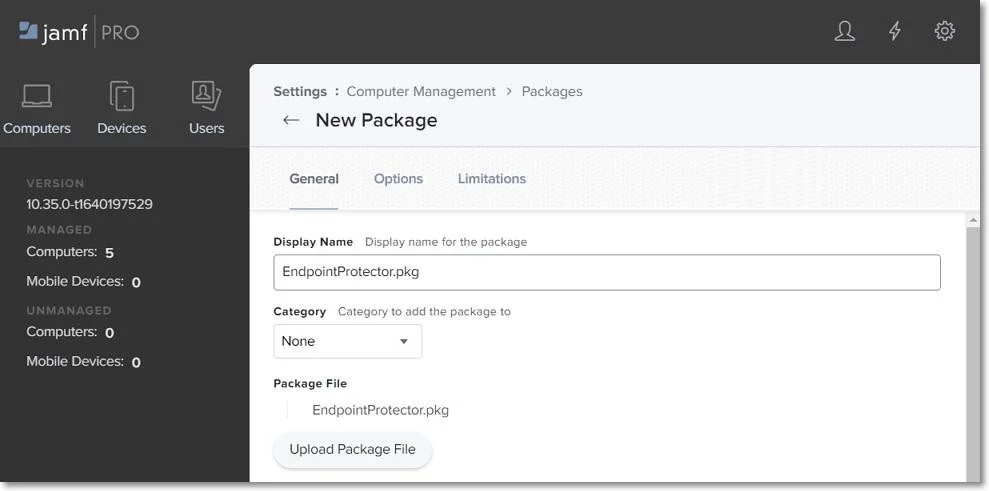 jamf PRO
Computers Devices Users
VERSION
10.35.0-t1640197529
MANAGED
Computers: 5
Mobile Devices: 0
UNMANAGED
Computers: 0
Mobile Devices: 0
Settings : Computer Management > Packages
← New Package
General Options Limitations
Display Name Display name for the package
EndpointProtector.pkg
Category Category to add the package to
None
Package File
EndpointProtector.pkg
Upload Package File